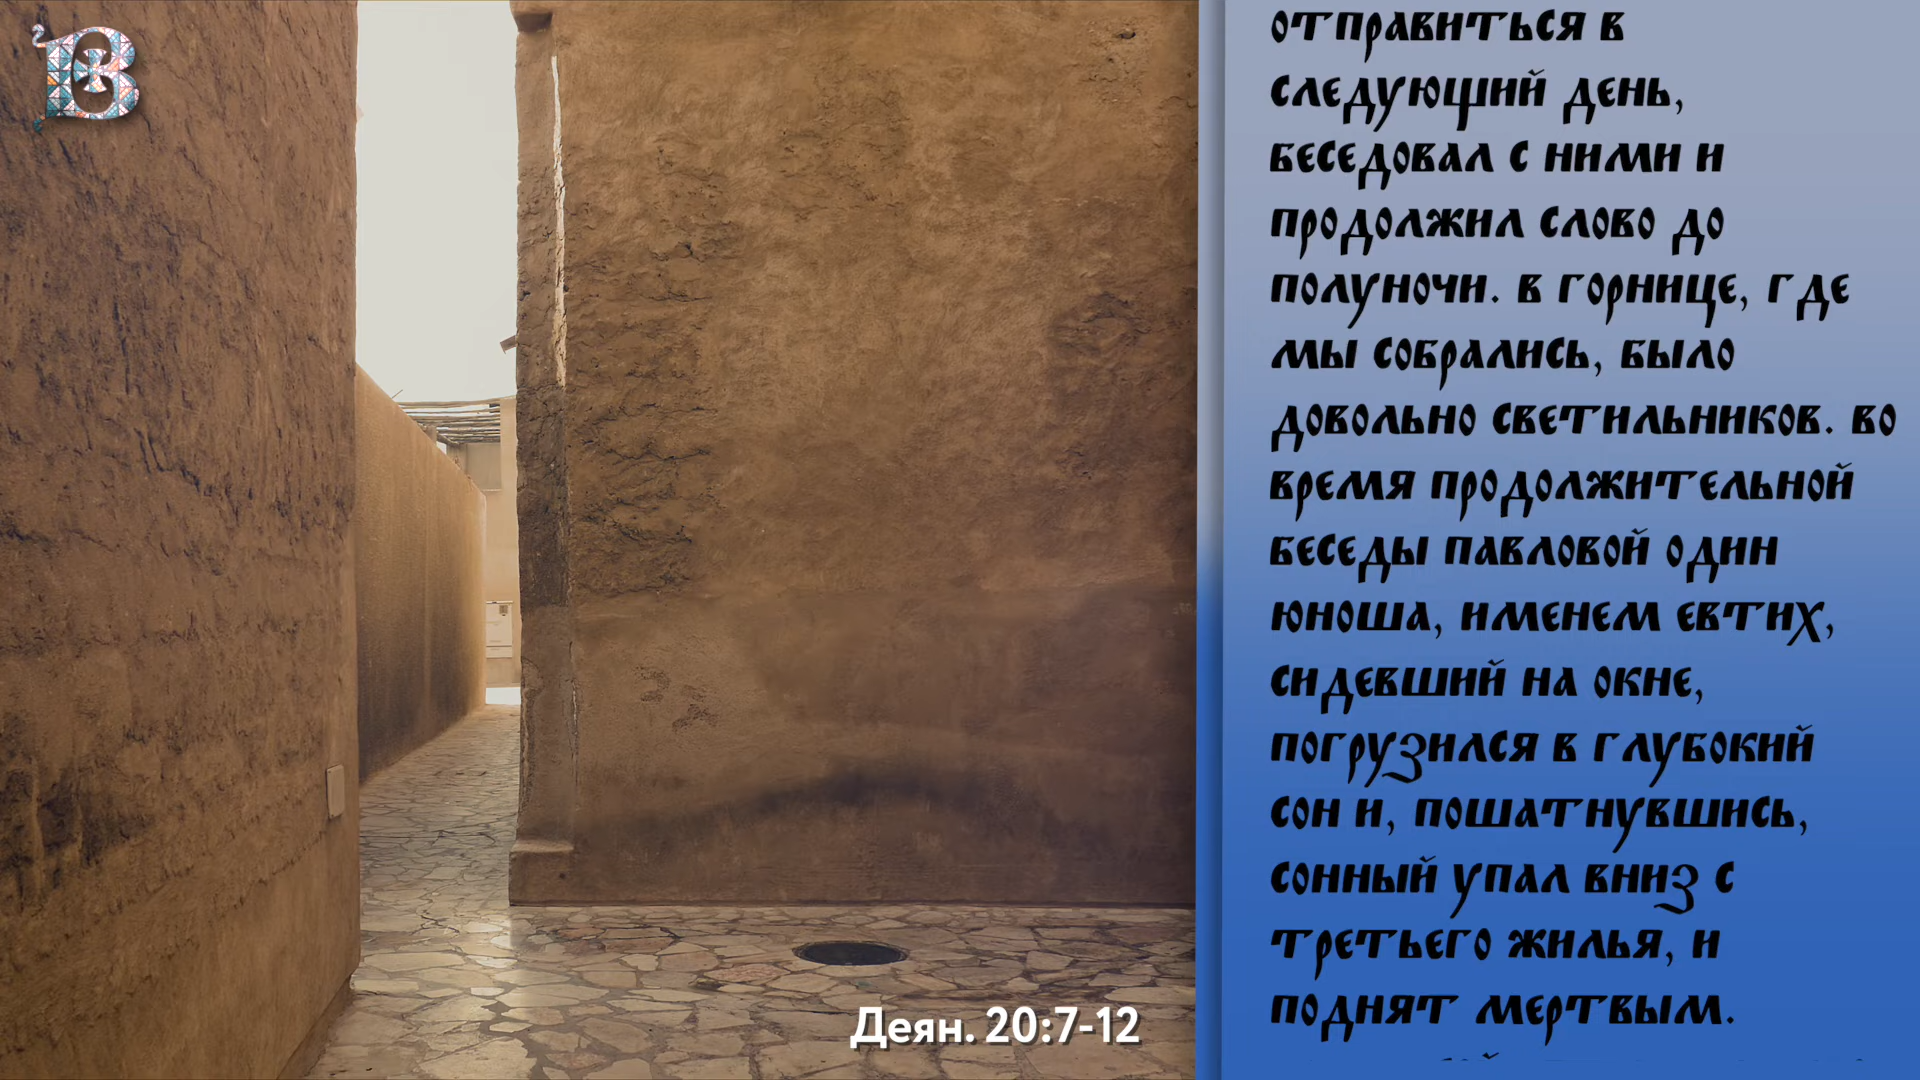 отправиться в
следующий день,
беседовал с ними и
продолжил слово до
полуночи. в горнице, где
мы собрались, было
довольно светильников. во
время продолжительной
беседы павловой один
юноша, именем евтих,
сидевший на окне,
погрузился в глубокий
сон и, пошатнувшись,
сонный упал вниз с
третьего жилья, и
поднят мертвым.
Деян. 20:7-12